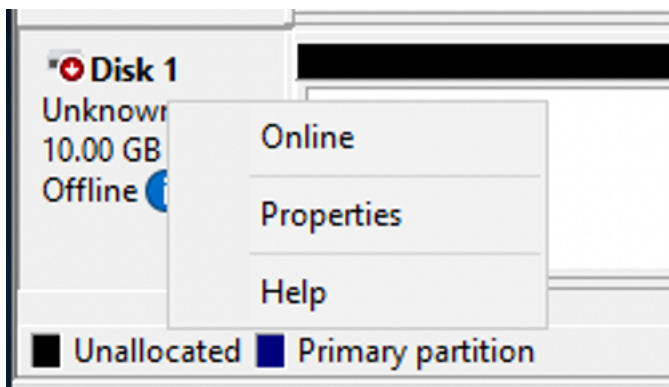 Disk 1
Unknown
10.00 GB
Offline
Online
Properties
Help
Unallocated Primary partition